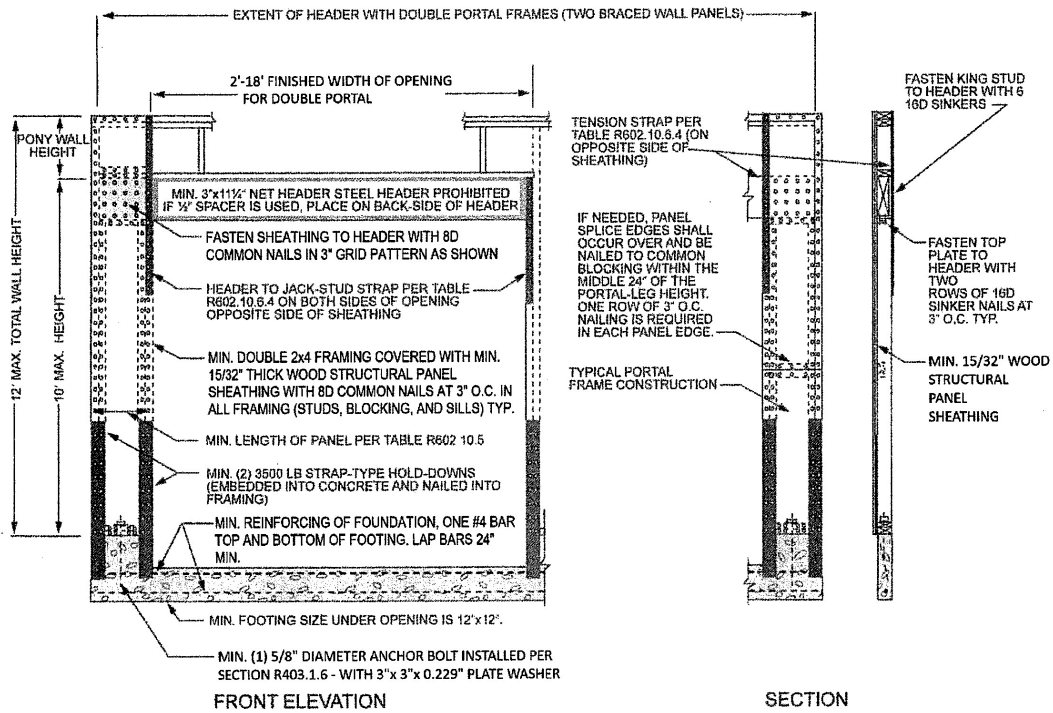 EXTENT OF HEADER WITH DOUBLE PORTAL FRAMES (TWO BRACED WALL PANELS)
2'-18' FINISHED WIDTH OF OPENING
FOR DOUBLE PORTAL
PONY WALL
HEIGHT
12' MAX. TOTAL WALL HEIGHT
10' MAX. HEIGHT
MIN. 3"x11¼" NET HEADER STEEL HEADER PROHIBITED
IF ½" SPACER IS USED, PLACE ON BACK-SIDE OF HEADER
FASTEN SHEATHING TO HEADER WITH 8D
COMMON NAILS IN 3" GRID PATTERN AS SHOWN
HEADER TO JACK-STUD STRAP PER TABLE
R602.10.6.4 ON BOTH SIDES OF OPENING
OPPOSITE SIDE OF SHEATHING
MIN. DOUBLE 2x4 FRAMING COVERED WITH MIN.
15/32" THICK WOOD STRUCTURAL PANEL
SHEATHING WITH 8D COMMON NAILS AT 3" O.C. IN
ALL FRAMING (STUDS, BLOCKING, AND SILLS) TYP.
MIN. LENGTH OF PANEL PER TABLE R602 10.5
MIN. (2) 3500 LB STRAP-TYPE HOLD-DOWNS
(EMBEDDED INTO CONCRETE AND NAILED INTO
FRAMING)
MIN. REINFORCING OF FOUNDATION, ONE #4 BAR
TOP AND BOTTOM OF FOOTING. LAP BARS 24"
MIN.
MIN. FOOTING SIZE UNDER OPENING IS 12"x12".
MIN. (1) 5/8" DIAMETER ANCHOR BOLT INSTALLED PER
SECTION R403.1.6 - WITH 3"x 3"x 0.229" PLATE WASHER
FRONT ELEVATION
TENSION STRAP PER
TABLE R602.10.6.4 (ON
OPPOSITE SIDE OF
SHEATHING)
IF NEEDED, PANEL
SPLICE EDGES SHALL
OCCUR OVER AND BE
NAILED TO COMMON
BLOCKING WITHIN THE
MIDDLE 24" OF THE
PORTAL-LEG HEIGHT.
ONE ROW OF 3" O.C.
NAILING IS REQUIRED
IN EACH PANEL EDGE.
TYPICAL PORTAL
FRAME CONSTRUCTION
FASTEN KING STUD
TO HEADER WITH 6
16D SINKERS
FASTEN TOP
PLATE TO
HEADER WITH
TWO
ROWS OF 16D
SINKER NAILS AT
3" O.C. TYP.
MIN. 15/32" WOOD
STRUCTURAL
PANEL
SHEATHING
SECTION